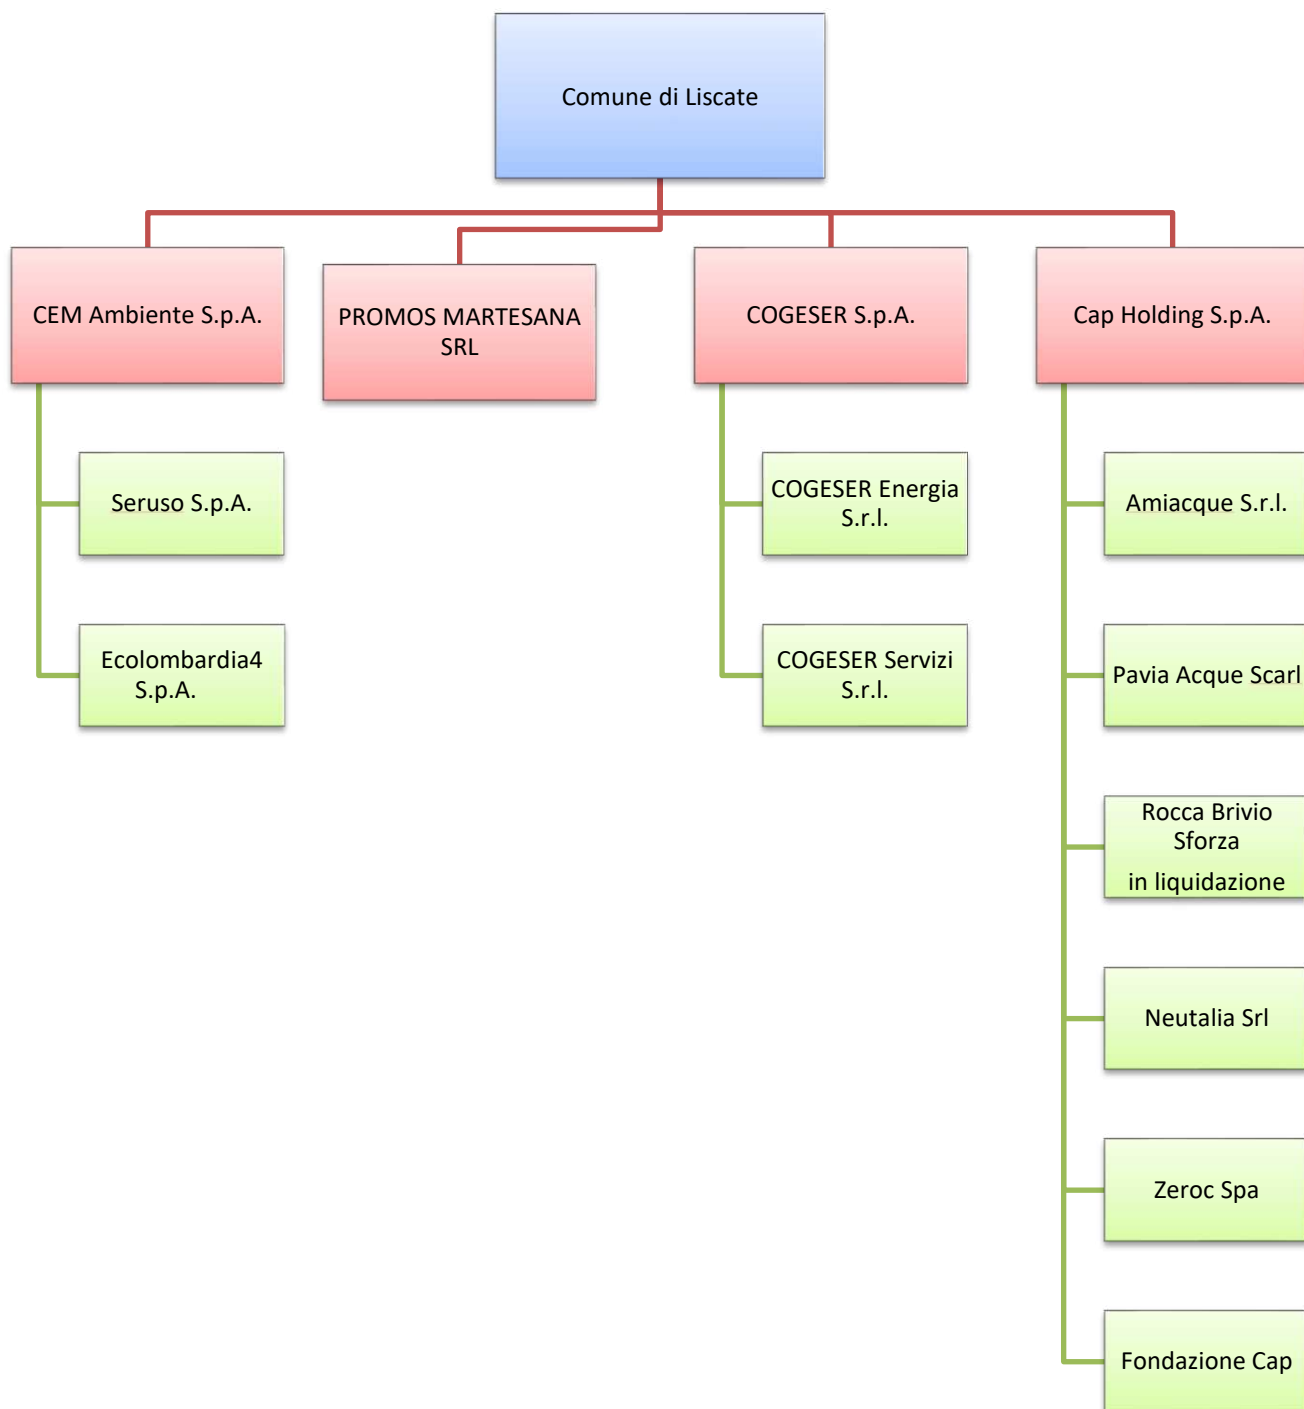 Comune di Liscate
CEM Ambiente S.p.A.
PROMOS MARTESANA
SRL
COGESER S.p.A.
Cap Holding S.p.A.
Seruso S.p.A.
Ecolombardia4
S.p.A.
COGESER Energia
S.r.l.
COGESER Servizi
S.r.l.
Amiacque S.r.l.
Pavia Acque Scarl
Rocca Brivio
Sforza
in liquidazione
Neutalia Srl
Zeroc Spa
Fondazione Cap